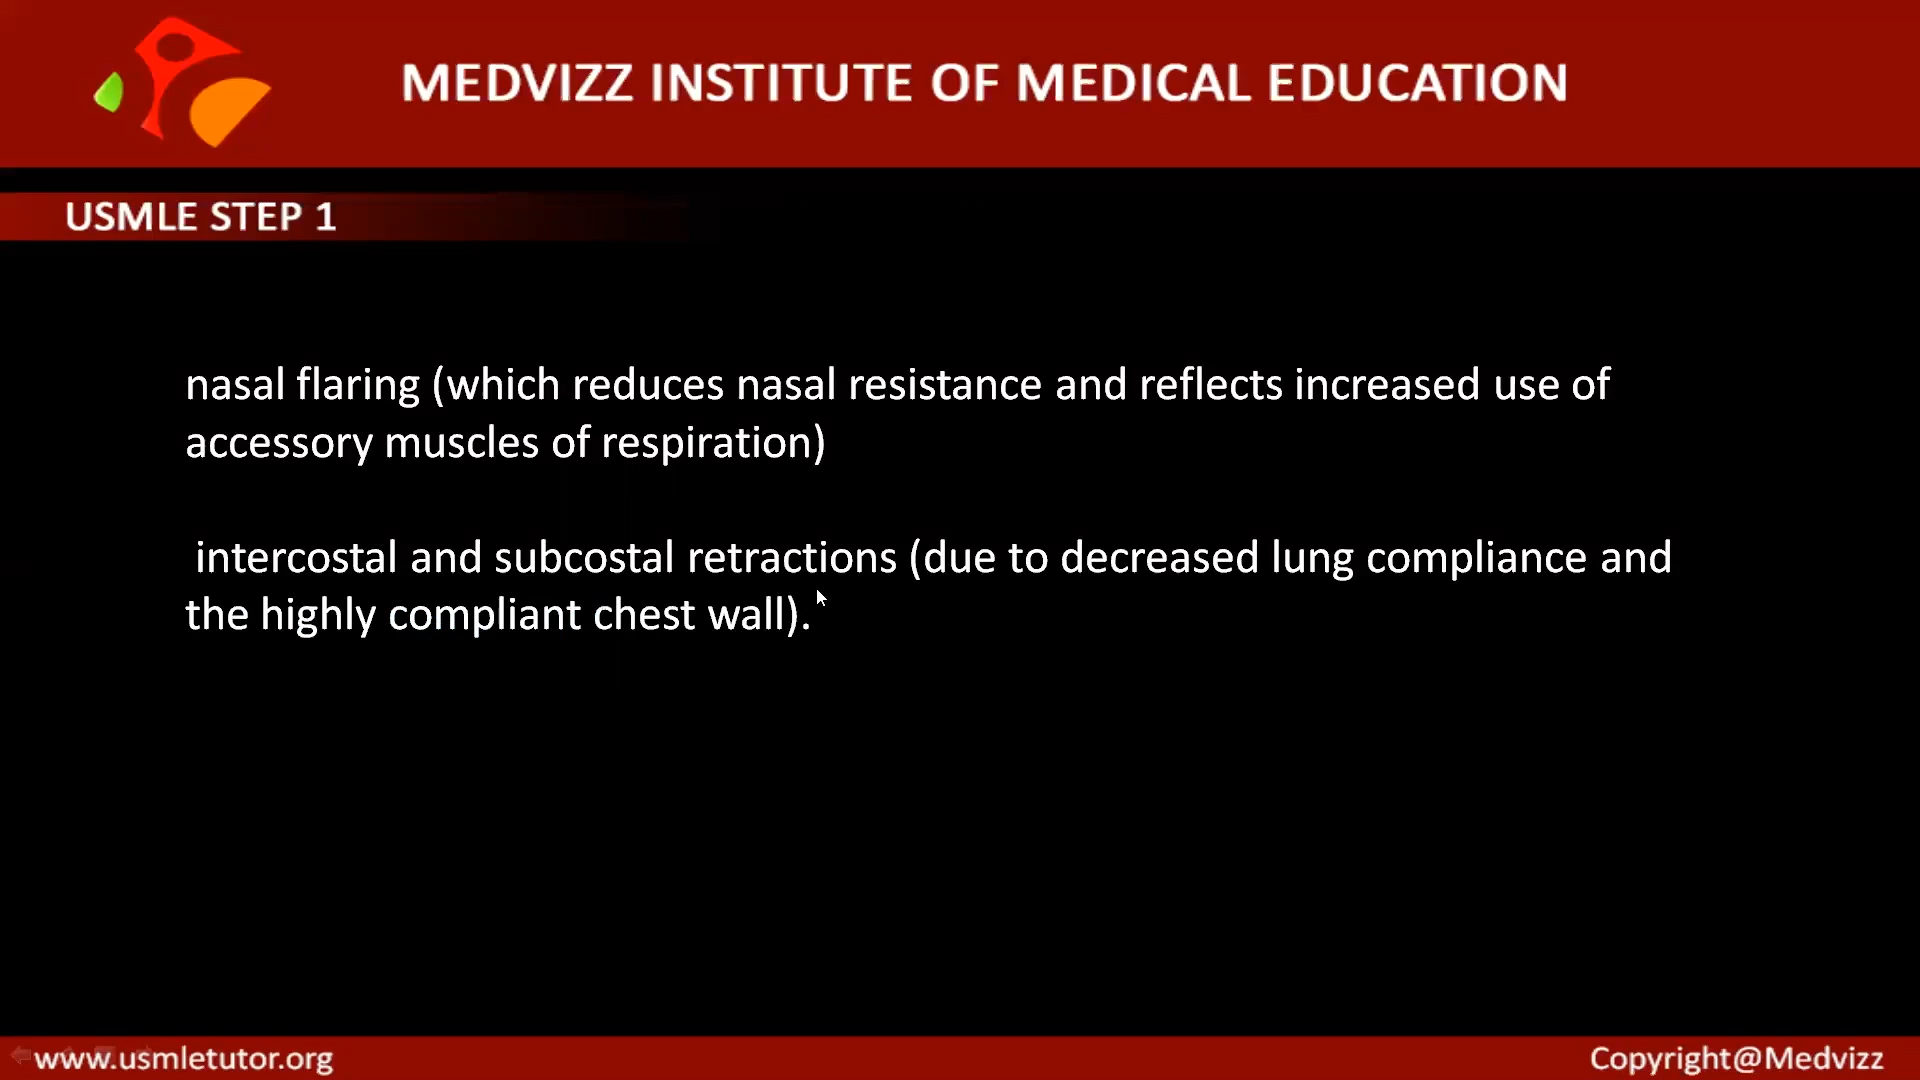 MEDVIZZ INSTITUTE OF MEDICAL EDUCATION
USMLE STEP 1
nasal flaring (which reduces nasal resistance and reflects increased use of
accessory muscles of respiration)
intercostal and subcostal retractions (due to decreased lung compliance and
the highly compliant chest wall).
www.usmletutor.org
Copyright@Medvizz